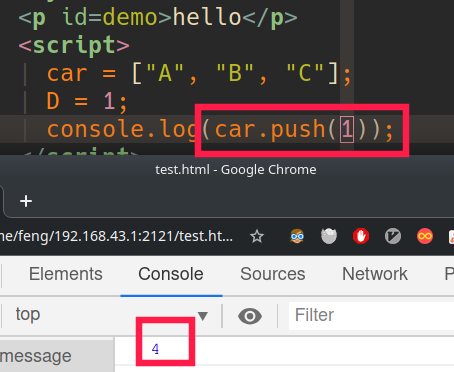 <p id=demo>hello</p>
<script>
car = ["A", "B", "C"];
D = 1;
console.log(car.push(1));
</script>
test.html - Google Chrome
+
me/feng/192.168.43.1:2121/test.ht...
Elements Console Sources Network P
top Filter
message 4